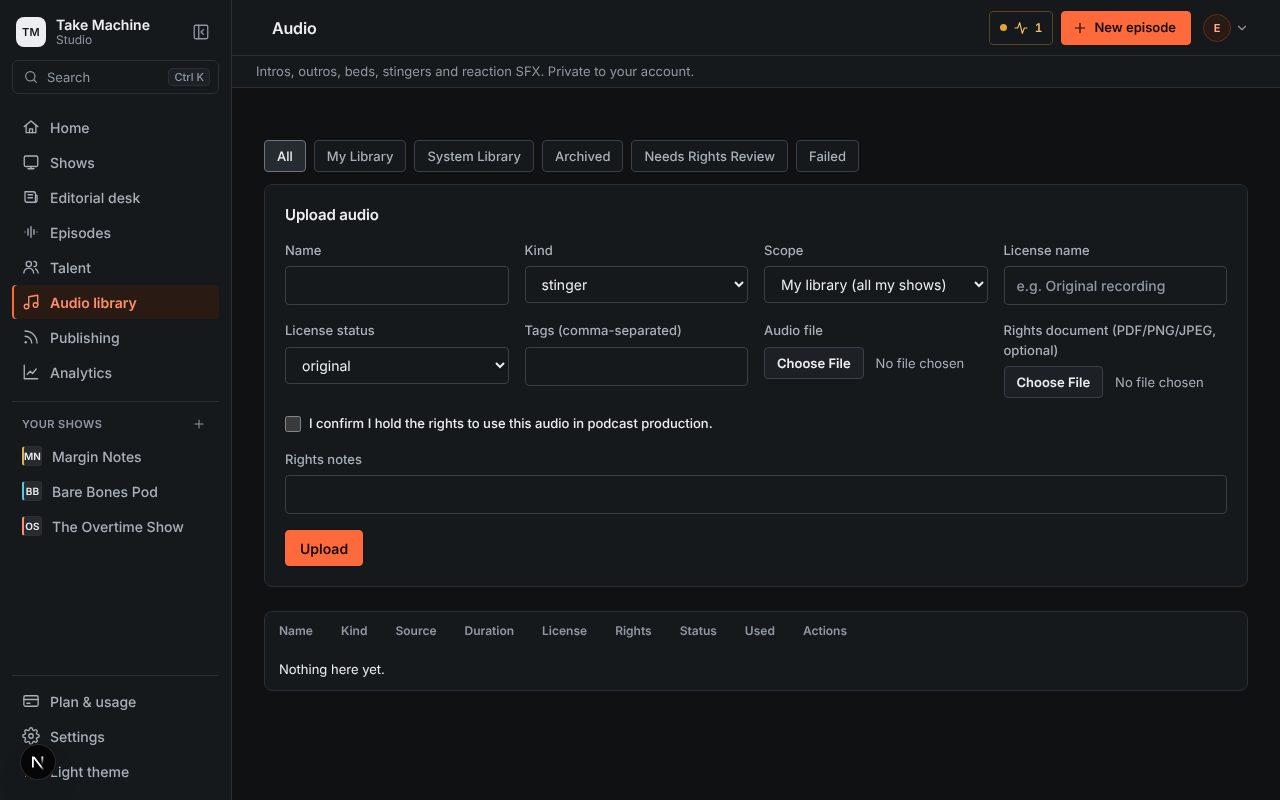 TM
Take Machine
Studio
Search
Ctrl K
Home
Shows
Editorial desk
Episodes
Talent
Audio library
Publishing
Analytics
YOUR SHOWS
MN
Margin Notes
BB
Bare Bones Pod
OS
The Overtime Show
Plan & usage
Settings
N
Light theme
Audio
1
New episode
E
Intros, outros, beds, stingers and reaction SFX. Private to your account.
All
My Library
System Library
Archived
Needs Rights Review
Failed
Upload audio
Name
Kind
Scope
License name
stinger
My library (all my shows)
e.g. Original recording
License status
Tags (comma-separated)
Audio file
Rights document (PDF/PNG/JPEG,
optional)
original
Choose File
No file chosen
Choose File
No file chosen
I confirm I hold the rights to use this audio in podcast production.
Rights notes
Upload
Name
Kind
Source
Duration
License
Rights
Status
Used
Actions
Nothing here yet.